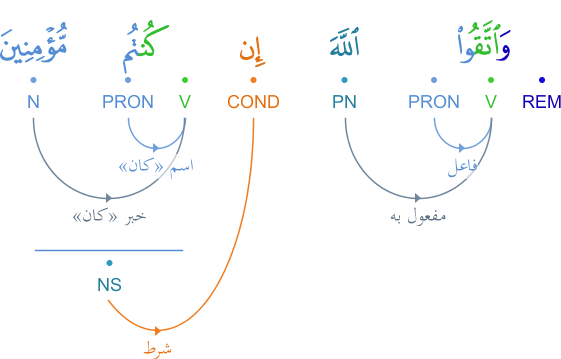 وَٱتَّقُوا۟ ٱللَّهَ إِن كُنتُم مُّؤْمِنِينَ
REM V PRON PN COND V PRON N
فاعل اسم «كان»
مفعول به خبر «كان»
NS
شرط